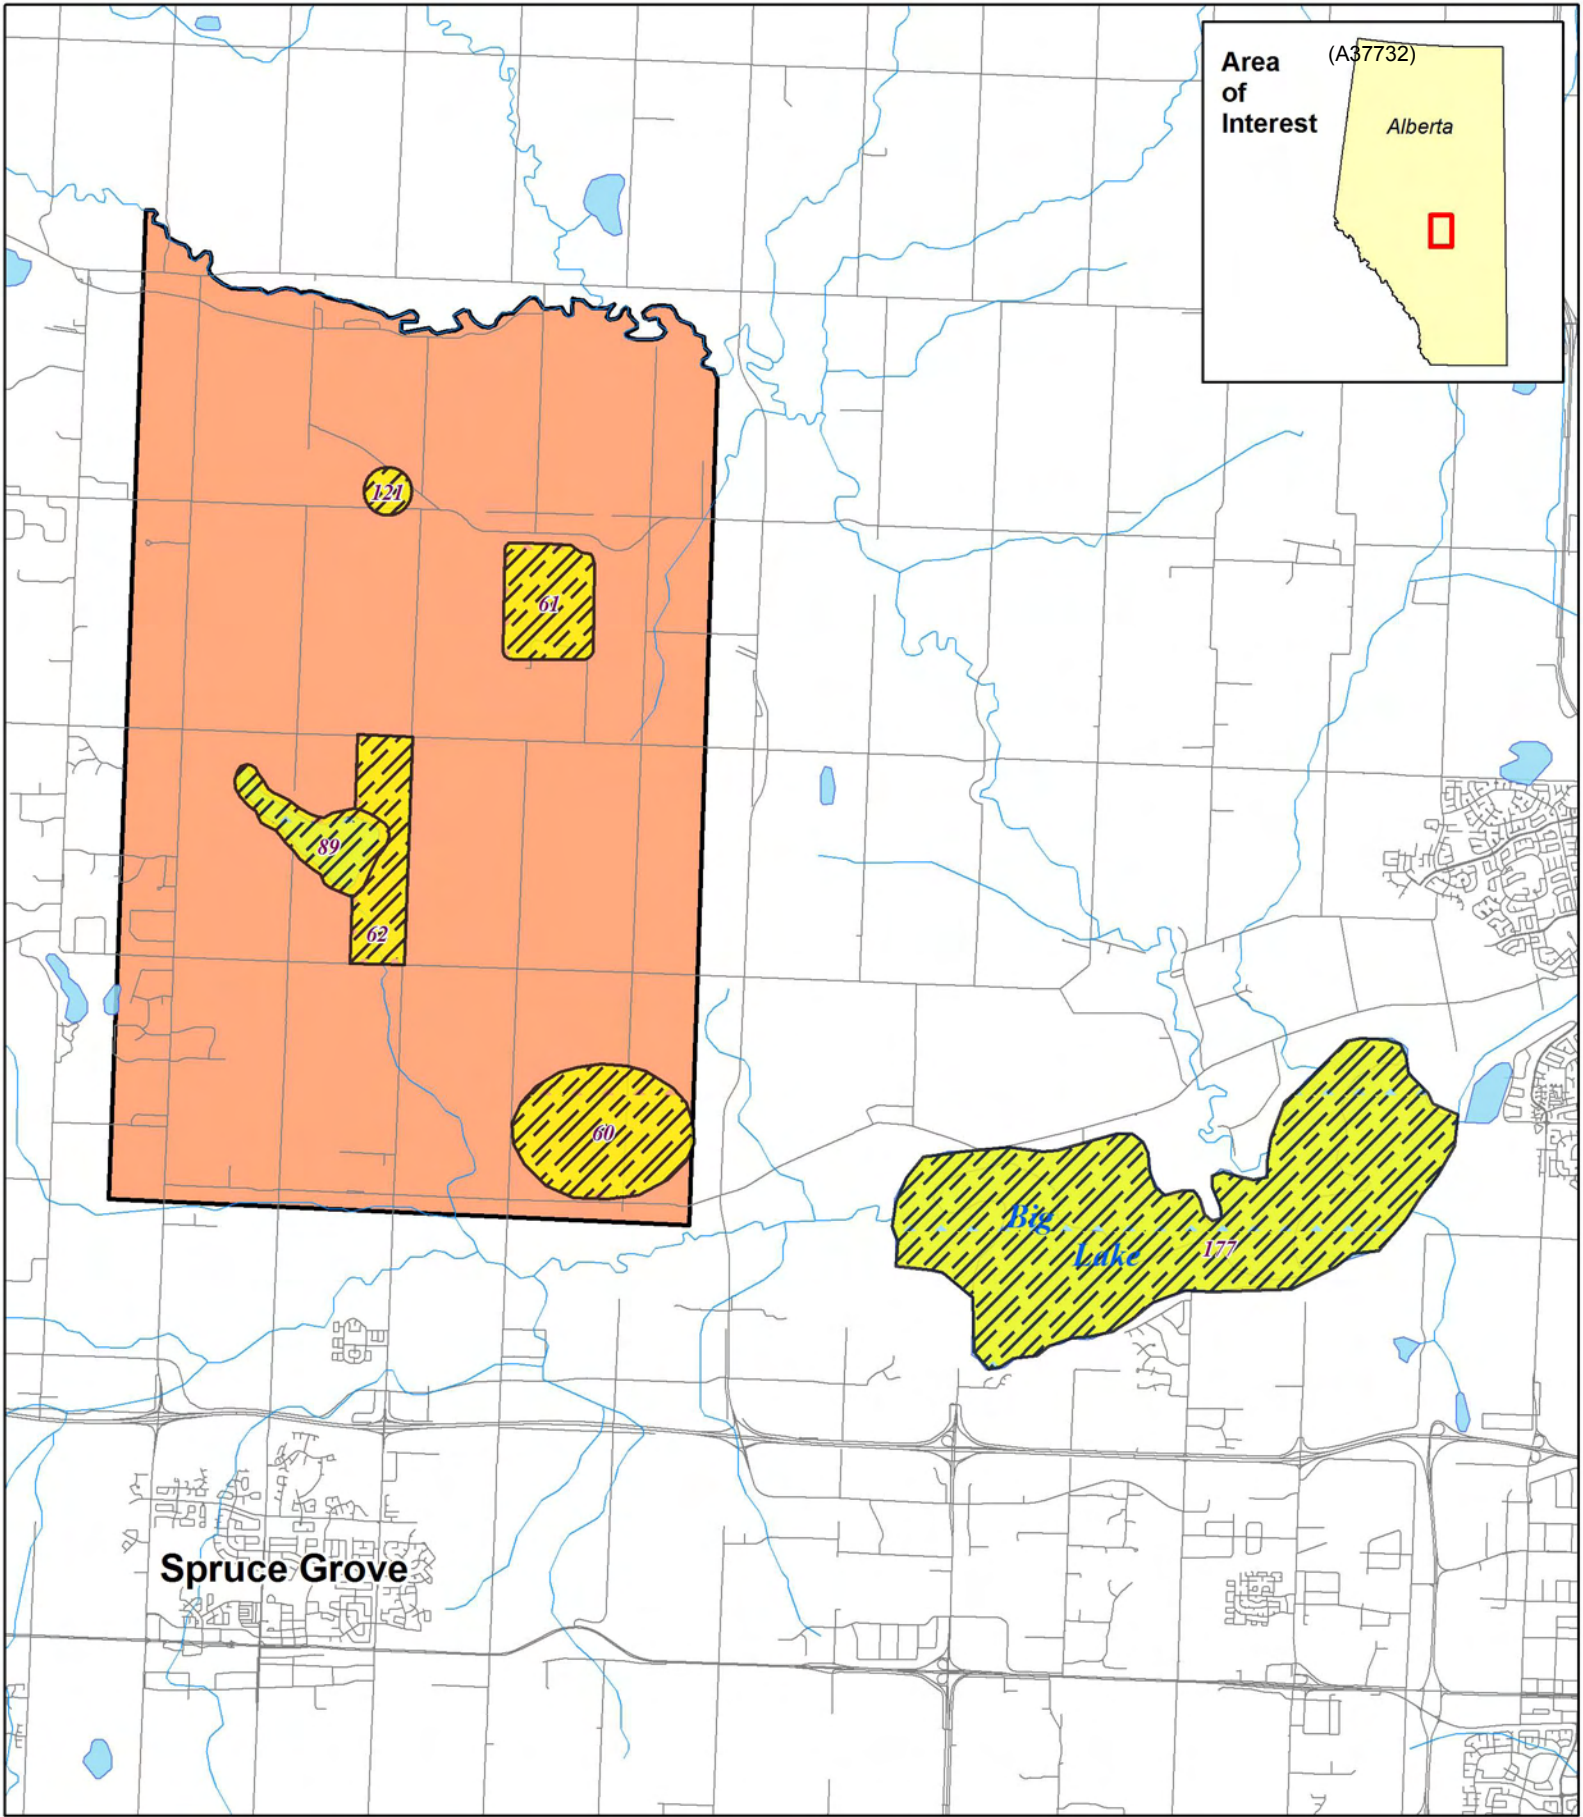 Area
of
Interest
(A37732)
Alberta
121
61
89
62
60
Big
Lake
177
Spruce Grove